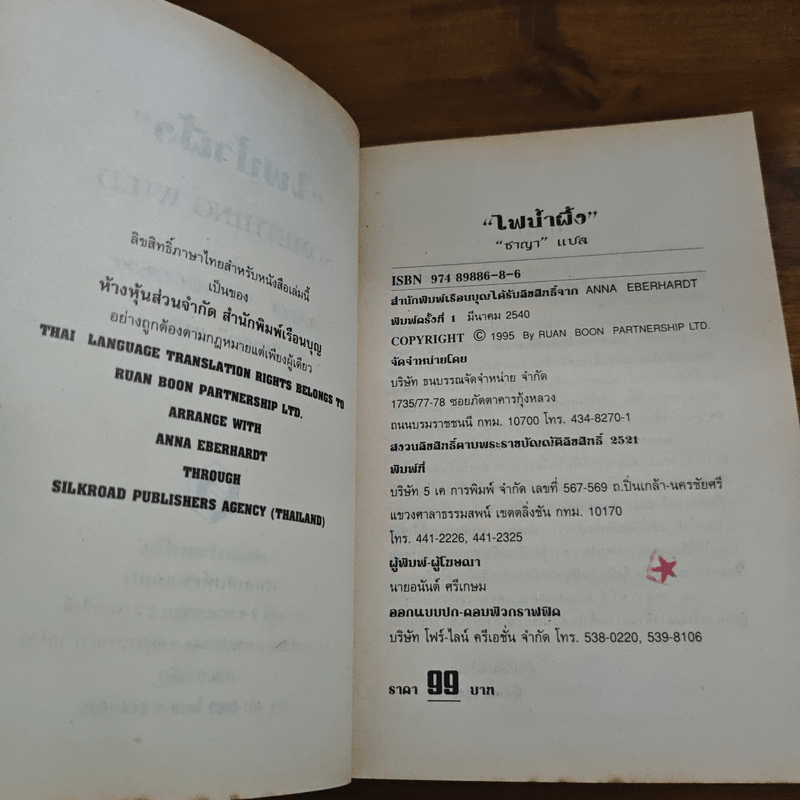 ลิขสิทธิ์ภาษาไทยสำหรับหนังสือเล่มนี้
เป็นของ
ห้างหุ้นส่วนจำกัด สำนักพิมพ์เรือนบุญ
อย่างถูกต้องตามกฎหมายแต่เพียงผู้เดียว
THAI LANGUAGE TRANSLATION RIGHTS BELONGS TO
RUAN BOON PARTNERSHIP LTD.
ARRANGE WITH
ANNA EBERHARDT
THROUGH
SILKROAD PUBLISHERS AGENCY (THAILAND)
“ไฟน้ำผึ้ง”
“ชาญา” แปล
ISBN 974 89886-8-6
สำนักพิมพ์เรือนบุญได้รับลิขสิทธิ์จาก ANNA EBERHARDT
พิมพ์ครั้งที่ 1 มีนาคม 2540
COPYRIGHT © 1995 By RUAN BOON PARTNERSHIP LTD.
จัดจำหน่ายโดย
บริษัท ธนบรรณจัดจำหน่าย จำกัด
1735/77-78 ซอยภัตตาคารกุ้งหลวง
ถนนบรมราชชนนี กทม. 10700 โทร. 434-8270-1
สงวนลิขสิทธิ์ตามพระราชบัญญัติลิขสิทธิ์ 2521
พิมพ์ที่
บริษัท 5 เค การพิมพ์ จำกัด เลขที่ 567-569 ถ.ปิ่นเกล้า-นครชัยศรี
แขวงศาลาธรรมสพน์ เขตตลิ่งชัน กทม. 10170
โทร. 441-2226, 441-2325
ผู้พิมพ์-ผู้โฆษณา
นายอนันต์ ศรีเกษม
ออกแบบปก-คอมพิวกราฟฟิค
บริษัท โฟร์-ไลน์ ครีเอชั่น จำกัด โทร. 538-0220, 539-8106
ราคา 99 บาท